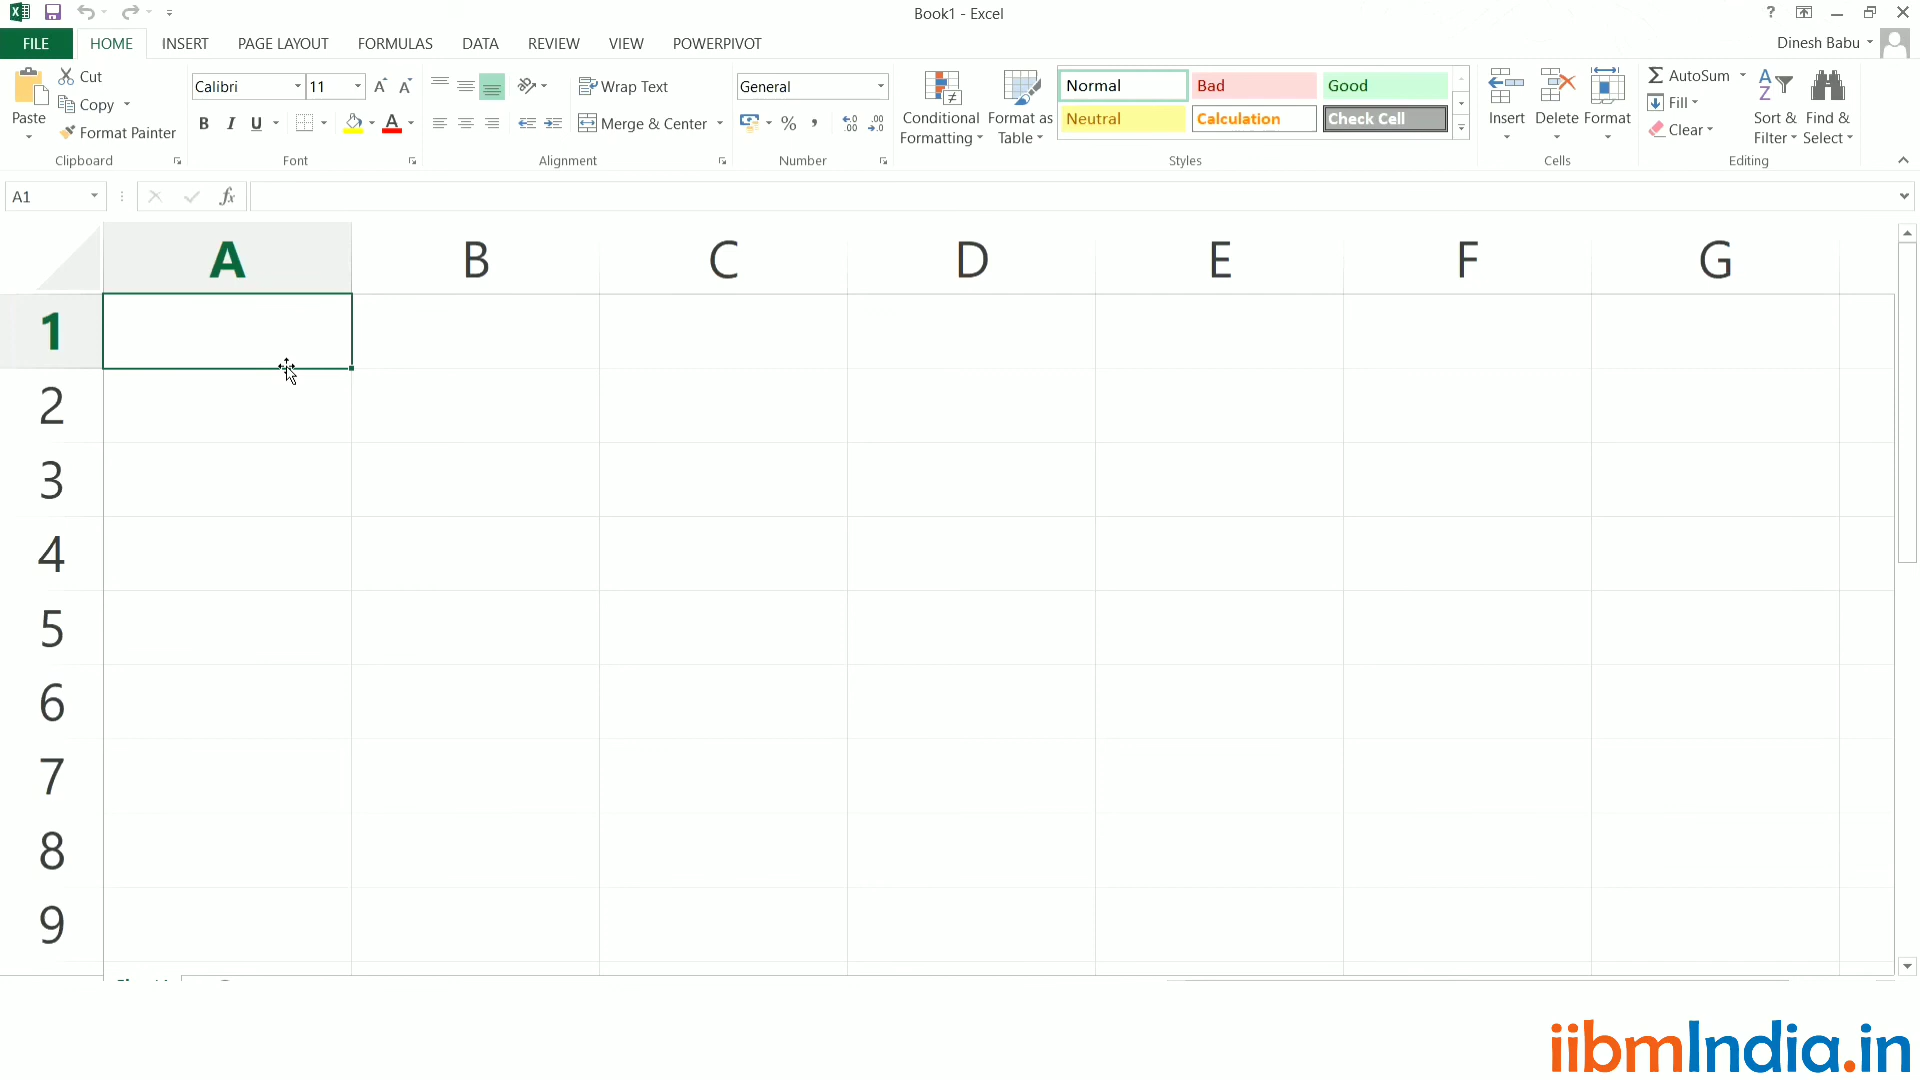 Book1 - Excel
?
FILE HOME INSERT PAGE LAYOUT FORMULAS DATA REVIEW VIEW POWERPIVOT Dinesh Babu
Paste
Cut
Copy
Format Painter
Clipboard
Calibri 11
B I U A
Font
Wrap Text
Merge & Center
Alignment
General
% , .00 .0
Number
Conditional Formatting
Format as Table
Normal Bad Good
Neutral Calculation Check Cell
Styles
Insert Delete Format
Cells
Σ AutoSum
Fill
Clear
Sort & Filter
Find & Select
Editing
A1 fx
A B C D E F G
1
2
3
4
5
6
7
8
9
iibmIndia.in